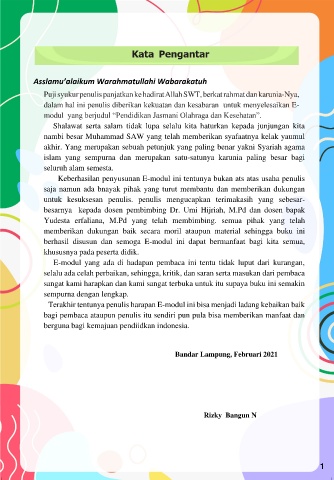 Kata Pengantar
Asslamu'alaikum Warahmatullahi Wabarakatuh
Puji syukur penulis panjatkan ke hadirat Allah SWT, berkat rahmat dan karunia-Nya,
dalam hal ini penulis diberikan kekuatan dan kesabaran untuk menyelesaikan E-
modul yang berjudul "Pendidikan Jasmani Olahraga dan Kesehatan".
Shalawat serta salam tidak lupa selalu kita haturkan kepada junjungan kita
nambi besar Muhammad SAW yang telah memberikan syafaatnya kelak yaumul
akhir. Yang merupakan sebuah petunjuk yang paling benar yakni Syariah agama
islam yang sempurna dan merupakan satu-satunya karunia paling besar bagi
seluruh alam semesta.
Keberhasilan penyusunan E-modul ini tentunya bukan ats atas usaha penulis
saja namun ada bnayak pihak yang turut membantu dan memberikan dukungan
untuk kesuksesan penulis. penulis mengucapkan terimakasih yang sebesar-
besarnya kepada dosen pembimbing Dr. Umi Hijriah, M.Pd dan dosen bapak
Yudesta erfaliana, M.Pd yang telah membimbing. semua pihak yang telah
memberikan dukungan baik secara moril ataupun material sehingga buku ini
berhasil disusun dan semoga E-modul ini dapat bermanfaat bagi kita semua,
khususnya pada peserta didik.
E-modul yang ada di hadapan pembaca ini tentu tidak luput dari kurangan,
selalu ada celah perbaikan, sehingga, kritik, dan saran serta masukan dari pembaca
sangat kami harapkan dan kami sangat terbuka untuk itu supaya buku ini semakin
sempurna dengan lengkap.
Terakhir tentunya penulis harapan E-modul ini bisa menjadi ladang kebaikan baik
bagi pembaca ataupun penulis itu sendiri pun pula bisa memberikan manfaat dan
berguna bagi kemajuan pendiidkan indonesia.
Bandar Lampung, Februari 2021
Rizky Bangun N
1